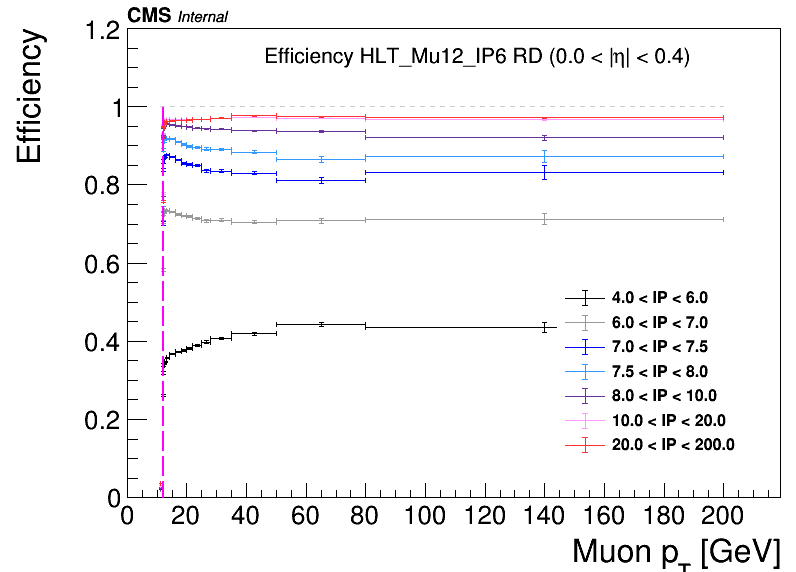 CMS Internal
Efficiency HLT_Mu12_IP6 RD (0.0 < |η| < 0.4)
Efficiency
1.2
1
0.8
0.6
0.4
0.2
0
4.0 < IP < 6.0
6.0 < IP < 7.0
7.0 < IP < 7.5
7.5 < IP < 8.0
8.0 < IP < 10.0
10.0 < IP < 20.0
20.0 < IP < 200.0
0 20 40 60 80 100 120 140 160 180 200
Muon p_T [GeV]